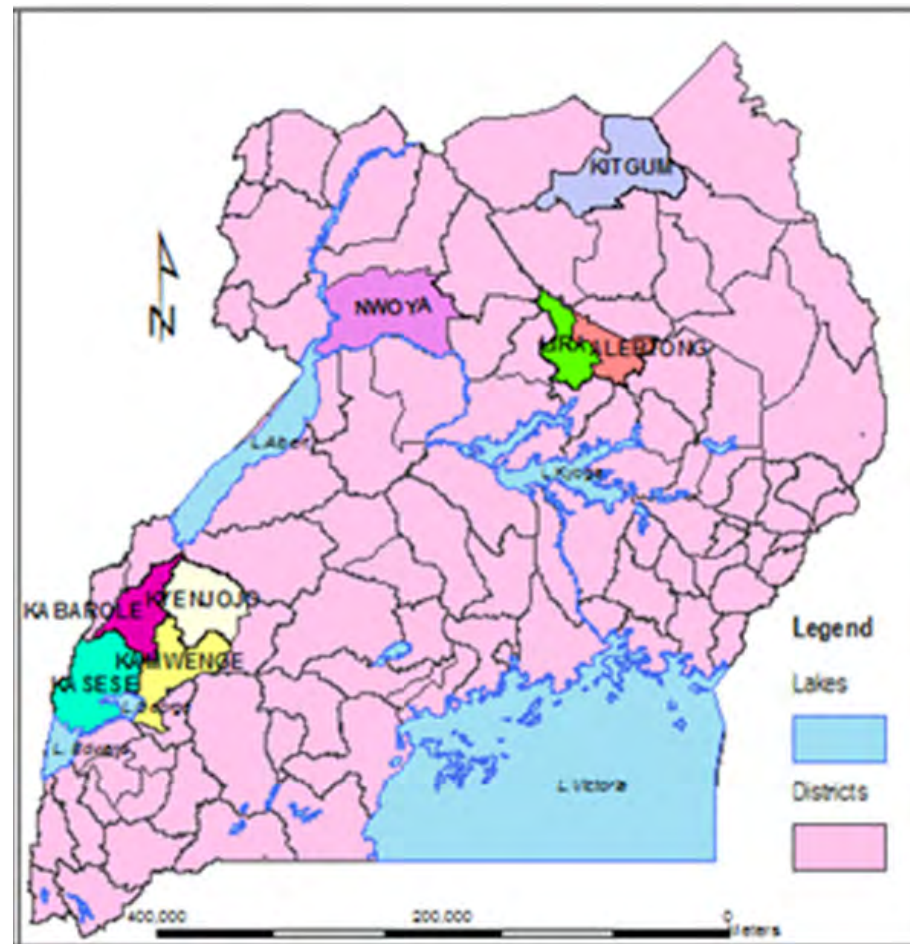 KITGUM
NWOYA
LIRA ALEBTONG
N
L. Albert
L. Kyoga
KABAROLE
KYENJOJO
KAMWENGE
KASESE
L. Victoria
Legend
Lakes
Districts
400,000 200,000 0
Meters